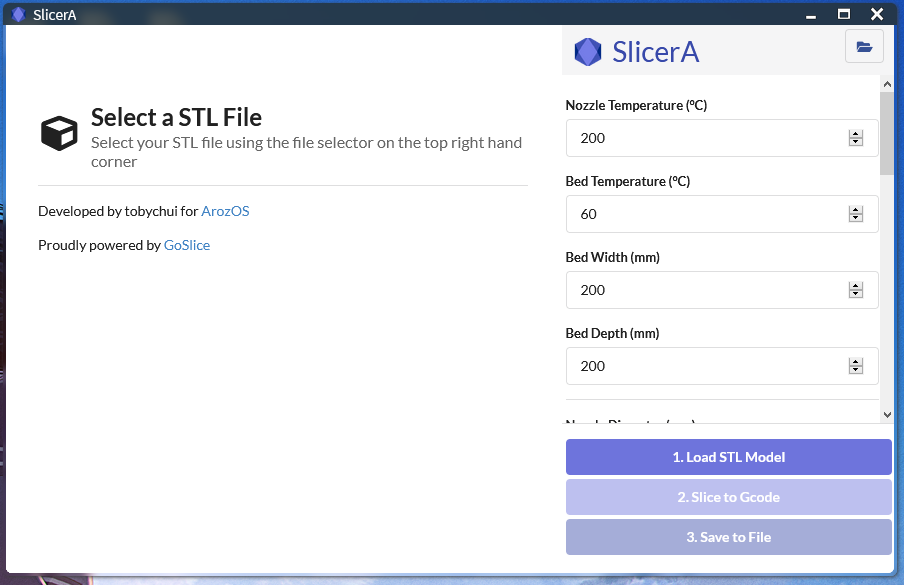 SlicerA
SlicerA
Select a STL File
Select your STL file using the file selector on the top right hand
corner
Developed by tobychui for ArozOS
Proudly powered by GoSlice
Nozzle Temperature (ºC)
200
Bed Temperature (ºC)
60
Bed Width (mm)
200
Bed Depth (mm)
200
1. Load STL Model
2. Slice to Gcode
3. Save to File